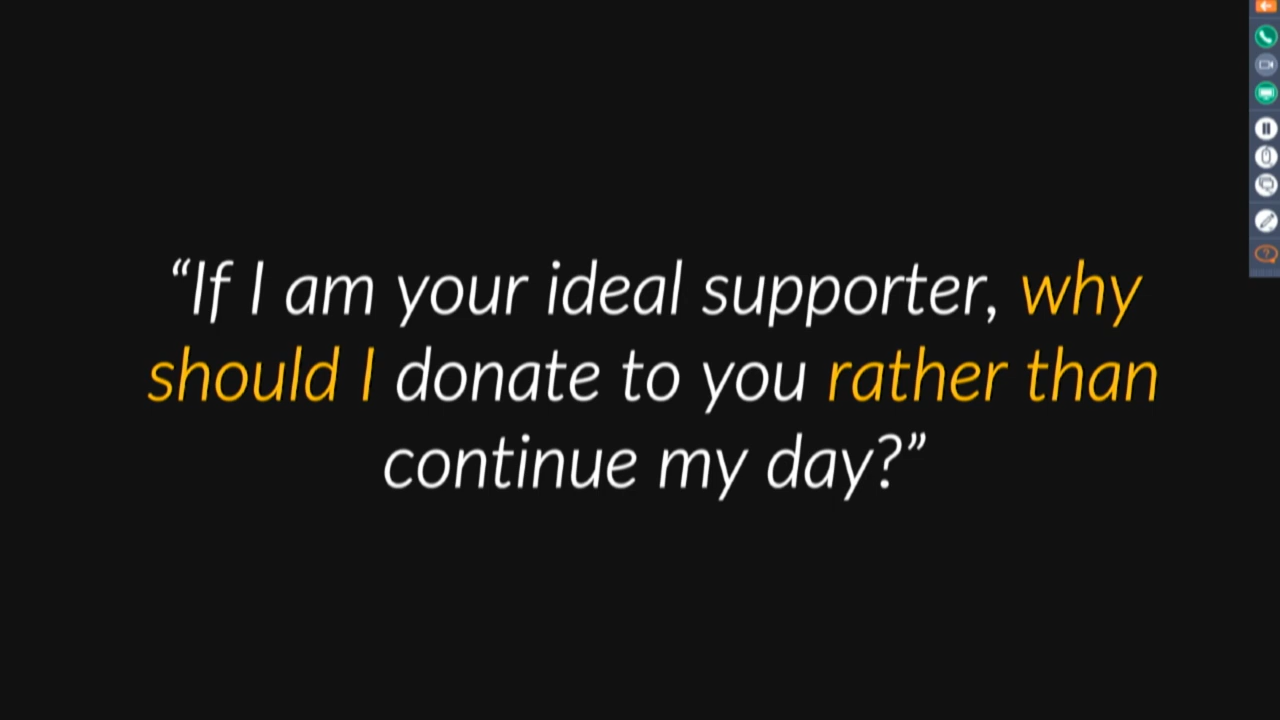 “If I am your ideal supporter, why
should I donate to you rather than
continue my day?”